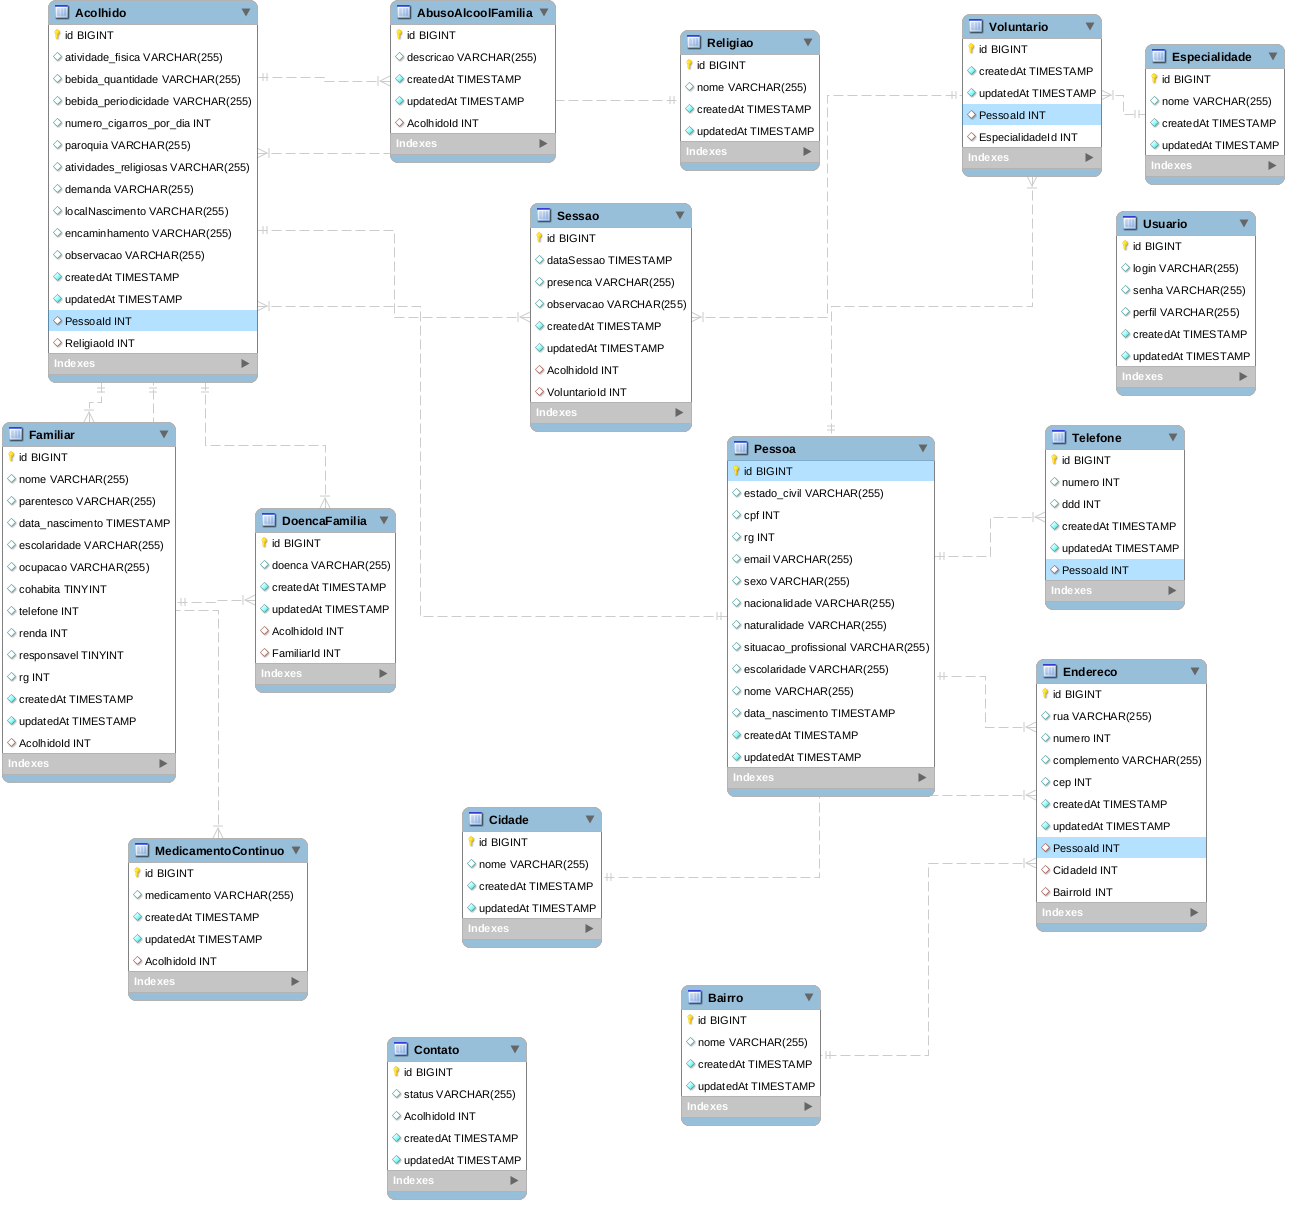 Acolhido
id BIGINT
atividade_fisica VARCHAR(255)
bebida_quantidade VARCHAR(255)
bebida_periodicidade VARCHAR(255)
numero_cigarros_por_dia INT
paroquia VARCHAR(255)
atividades_religiosas VARCHAR(255)
demanda VARCHAR(255)
localNascimento VARCHAR(255)
encaminhamento VARCHAR(255)
observacao VARCHAR(255)
createdAt TIMESTAMP
updatedAt TIMESTAMP
PessoaId INT
ReligiaoId INT
Indexes
AbusoAlcoolFamilia
id BIGINT
descricao VARCHAR(255)
createdAt TIMESTAMP
updatedAt TIMESTAMP
AcolhidoId INT
Indexes
Religiao
id BIGINT
nome VARCHAR(255)
createdAt TIMESTAMP
updatedAt TIMESTAMP
Indexes
Voluntario
id BIGINT
createdAt TIMESTAMP
updatedAt TIMESTAMP
PessoaId INT
EspecialidadeId INT
Indexes
Especialidade
id BIGINT
nome VARCHAR(255)
createdAt TIMESTAMP
updatedAt TIMESTAMP
Indexes
Sessao
id BIGINT
dataSessao TIMESTAMP
presenca VARCHAR(255)
observacao VARCHAR(255)
createdAt TIMESTAMP
updatedAt TIMESTAMP
AcolhidoId INT
VoluntarioId INT
Indexes
Usuario
id BIGINT
login VARCHAR(255)
senha VARCHAR(255)
perfil VARCHAR(255)
createdAt TIMESTAMP
updatedAt TIMESTAMP
Indexes
Familiar
id BIGINT
nome VARCHAR(255)
parentesco VARCHAR(255)
data_nascimento TIMESTAMP
escolaridade VARCHAR(255)
ocupacao VARCHAR(255)
cohabita TINYINT
telefone INT
renda INT
responsavel TINYINT
rg INT
createdAt TIMESTAMP
updatedAt TIMESTAMP
AcolhidoId INT
Indexes
DoencaFamilia
id BIGINT
doenca VARCHAR(255)
createdAt TIMESTAMP
updatedAt TIMESTAMP
AcolhidoId INT
FamiliarId INT
Indexes
Pessoa
id BIGINT
estado_civil VARCHAR(255)
cpf INT
rg INT
email VARCHAR(255)
sexo VARCHAR(255)
nacionalidade VARCHAR(255)
naturalidade VARCHAR(255)
situacao_profissional VARCHAR(255)
escolaridade VARCHAR(255)
nome VARCHAR(255)
data_nascimento TIMESTAMP
createdAt TIMESTAMP
updatedAt TIMESTAMP
Indexes
Telefone
id BIGINT
numero INT
ddd INT
createdAt TIMESTAMP
updatedAt TIMESTAMP
PessoaId INT
Indexes
Endereco
id BIGINT
rua VARCHAR(255)
numero INT
complemento VARCHAR(255)
cep INT
createdAt TIMESTAMP
updatedAt TIMESTAMP
PessoaId INT
CidadeId INT
BairroId INT
Indexes
MedicamentoContinuo
id BIGINT
medicamento VARCHAR(255)
createdAt TIMESTAMP
updatedAt TIMESTAMP
AcolhidoId INT
Indexes
Cidade
id BIGINT
nome VARCHAR(255)
createdAt TIMESTAMP
updatedAt TIMESTAMP
Indexes
Bairro
id BIGINT
nome VARCHAR(255)
createdAt TIMESTAMP
updatedAt TIMESTAMP
Indexes
Contato
id BIGINT
status VARCHAR(255)
AcolhidoId INT
createdAt TIMESTAMP
updatedAt TIMESTAMP
Indexes